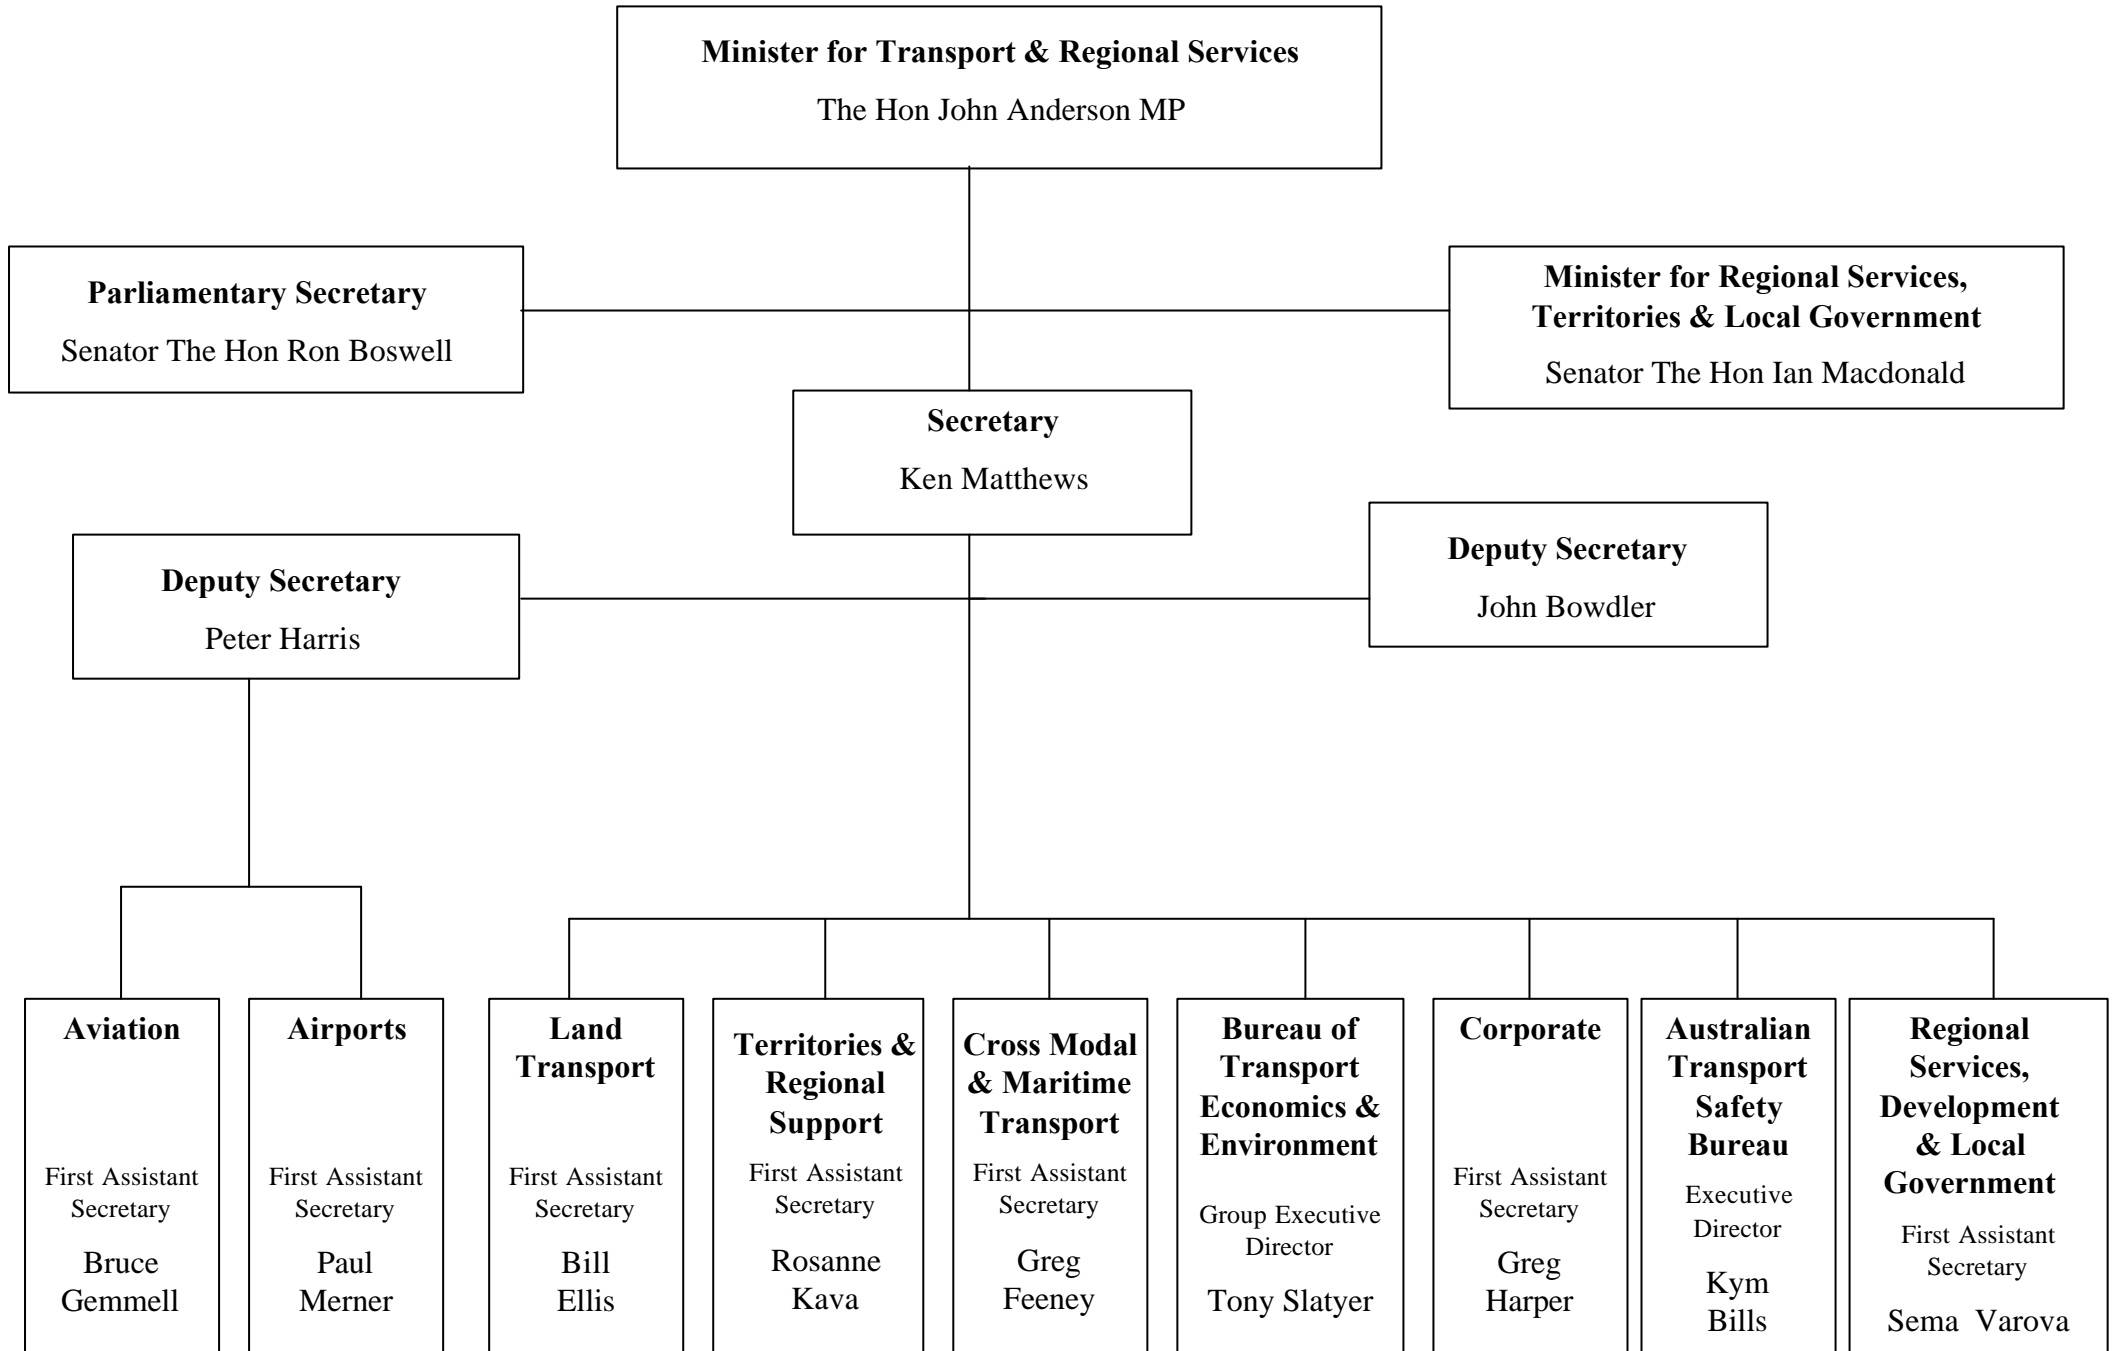 Minister for Transport & Regional Services
The Hon John Anderson MP
Parliamentary Secretary
Senator The Hon Ron Boswell
Minister for Regional Services,
Territories & Local Government
Senator The Hon Ian Macdonald
Secretary
Ken Matthews
Deputy Secretary
Peter Harris
Deputy Secretary
John Bowdler
Aviation
First Assistant
Secretary
Bruce
Gemmell
Airports
First Assistant
Secretary
Paul
Merner
Land
Transport
First Assistant
Secretary
Bill
Ellis
Territories &
Regional
Support
First Assistant
Secretary
Rosanne
Kava
Cross Modal
& Maritime
Transport
First Assistant
Secretary
Greg
Feeney
Bureau of
Transport
Economics &
Environment
Group Executive
Director
Tony Slatyer
Corporate
First Assistant
Secretary
Greg
Harper
Australian
Transport
Safety
Bureau
Executive
Director
Kym
Bills
Regional
Services,
Development
& Local
Government
First Assistant
Secretary
Sema Varova